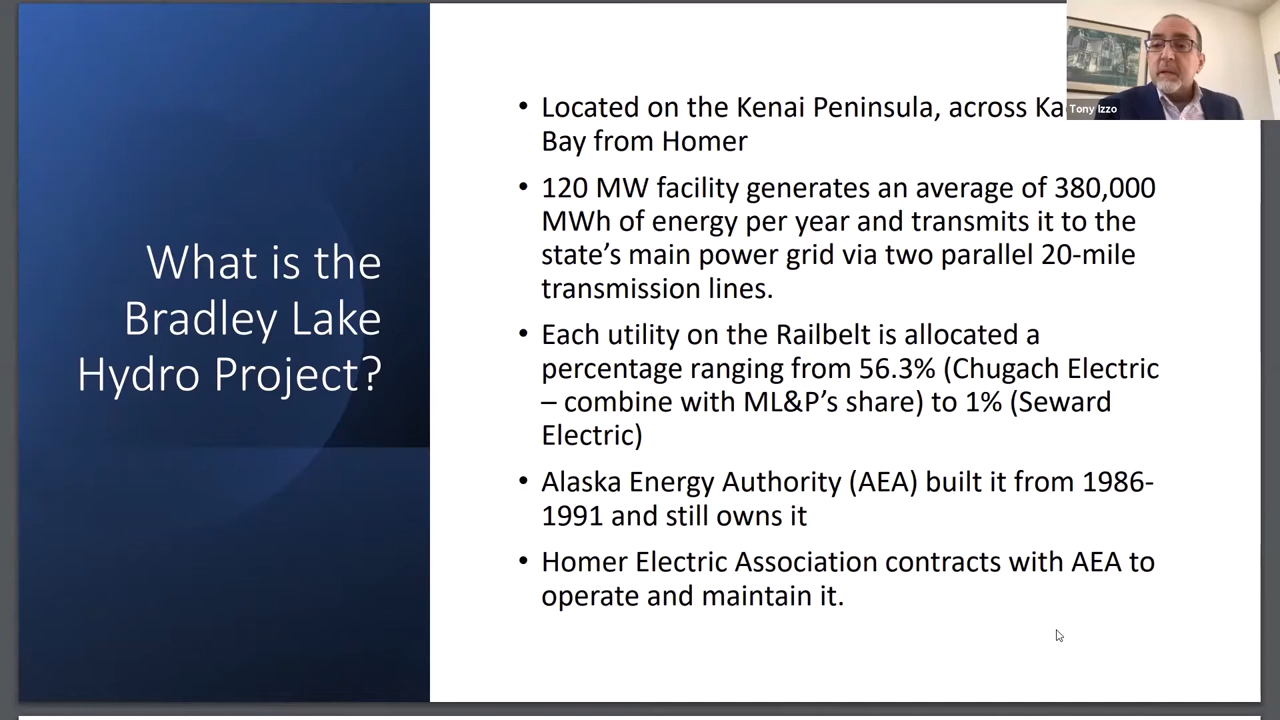 What is the
Bradley Lake
Hydro Project?
• Located on the Kenai Peninsula, across
Bay from Homer
• 120 MW facility generates an average of 380,000
MWh of energy per year and transmits it to the
state’s main power grid via two parallel 20-mile
transmission lines.
• Each utility on the Railbelt is allocated a
percentage ranging from 56.3% (Chugach Electric
– combine with ML&P’s share) to 1% (Seward
Electric)
• Alaska Energy Authority (AEA) built it from 1986-
1991 and still owns it
• Homer Electric Association contracts with AEA to
operate and maintain it.
Tony Izzo